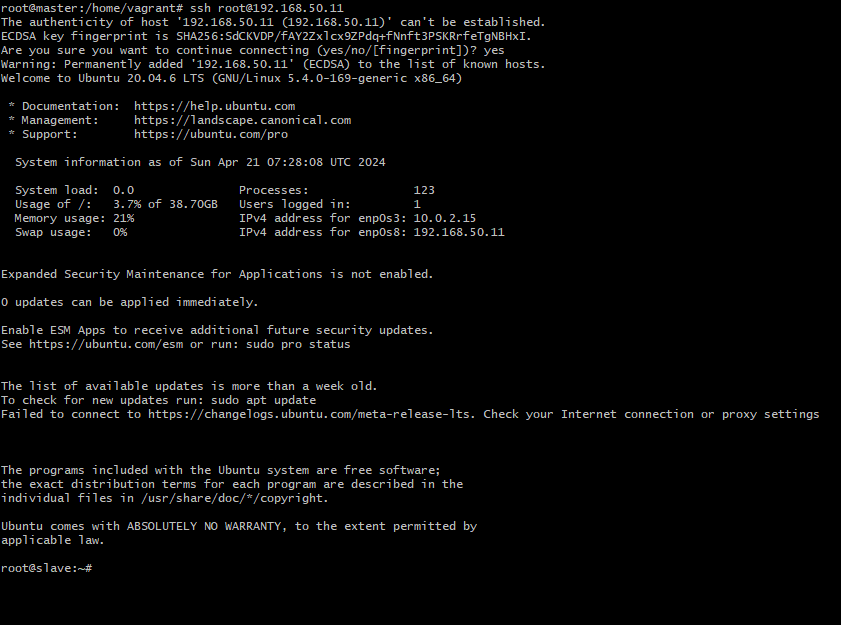 root@master:/home/vagrant# ssh root@192.168.50.11
The authenticity of host '192.168.50.11 (192.168.50.11)' can't be established.
ECDSA key fingerprint is SHA256:SdCKVDP/fAY2Zxlcx9ZPdq+fNnft3PSKRrfeTgNBHxI.
Are you sure you want to continue connecting (yes/no/[fingerprint])? yes
Warning: Permanently added '192.168.50.11' (ECDSA) to the list of known hosts.
Welcome to Ubuntu 20.04.6 LTS (GNU/Linux 5.4.0-169-generic x86_64)
* Documentation:  https://help.ubuntu.com
* Management:     https://landscape.canonical.com
* Support:        https://ubuntu.com/pro
System information as of Sun Apr 21 07:28:08 UTC 2024
System load:  0.0               Processes:               123
Usage of /:   3.7% of 38.70GB   Users logged in:         1
Memory usage: 21%               IPv4 address for enp0s3: 10.0.2.15
Swap usage:   0%                IPv4 address for enp0s8: 192.168.50.11
Expanded Security Maintenance for Applications is not enabled.
0 updates can be applied immediately.
Enable ESM Apps to receive additional future security updates.
See https://ubuntu.com/esm or run: sudo pro status
The list of available updates is more than a week old.
To check for new updates run: sudo apt update
Failed to connect to https://changelogs.ubuntu.com/meta-release-lts. Check your Internet connection or proxy settings
The programs included with the Ubuntu system are free software;
the exact distribution terms for each program are described in the
individual files in /usr/share/doc/*/copyright.
Ubuntu comes with ABSOLUTELY NO WARRANTY, to the extent permitted by
applicable law.
root@slave:~#